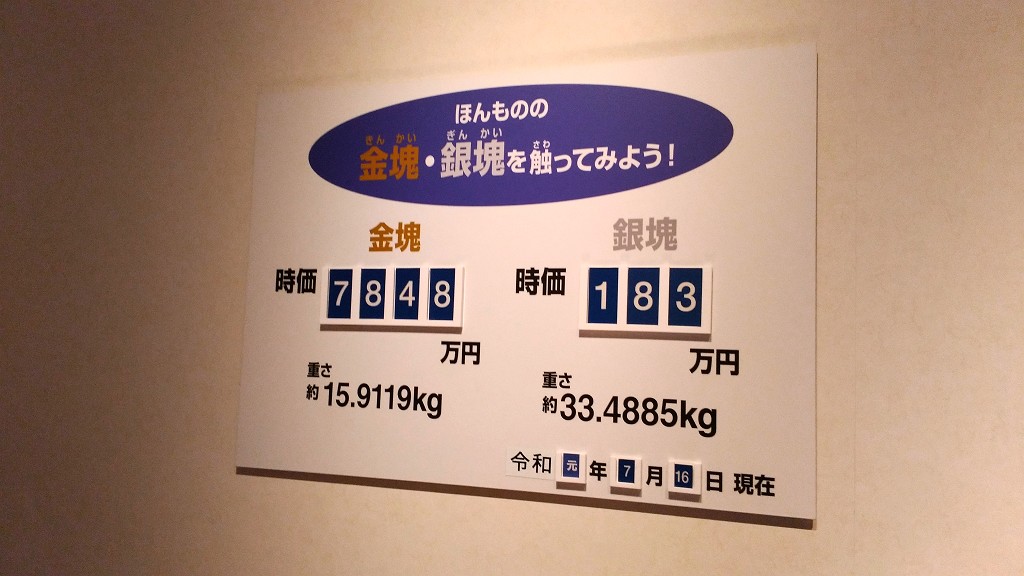 ほんものの
きん かい ぎん かい さわ
金塊・銀塊を触ってみよう!
金塊
時価 7848
万円
重さ
約15.9119kg
銀塊
時価 183
万円
重さ
約33.4885kg
令和元年7月16日 現在